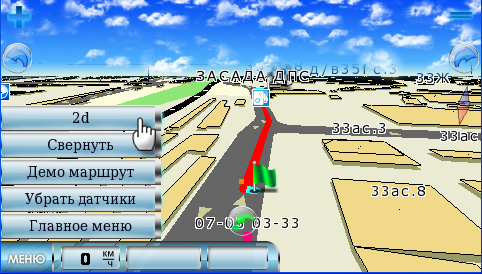 ЗАСАДА ДПС
33Ж
2d
Свернуть
Демо маршрут
Убрать датчики
Главное меню
33ас.3
33ас
33ас.8
07-05 03-33
МЕНЮ
0 КМ
Ч